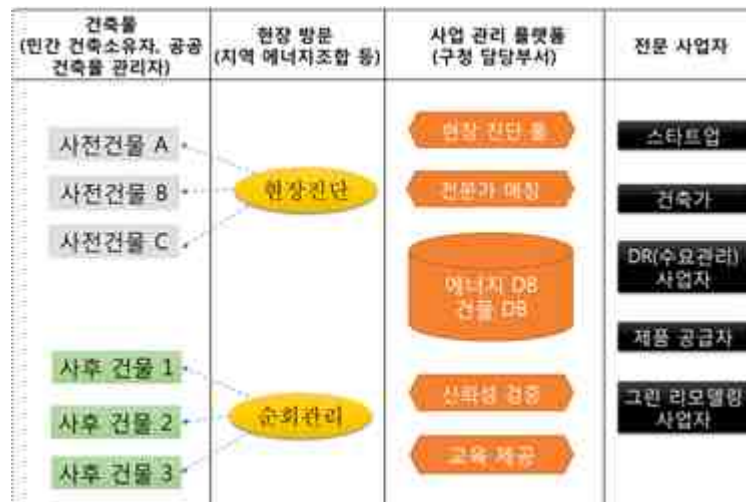 건축물
(민간 건축소유자, 공공
건축물 관리자)
현장 방문
(지역 에너지조합 등)
사업 관리 플랫폼
(구청 담당부서)
전문 사업자
사전건물 A
사전건물 B
사전건물 C
현장진단
현장 진단 툴
전문가 매칭
에너지 DB
건물 DB
스타트업
건축가
DR(수요관리)
사업자
제품 공급자
그린 리모델링
사업자
사후 건물 1
사후 건물 2
사후 건물 3
순회관리
신뢰성 검증
교육 제공